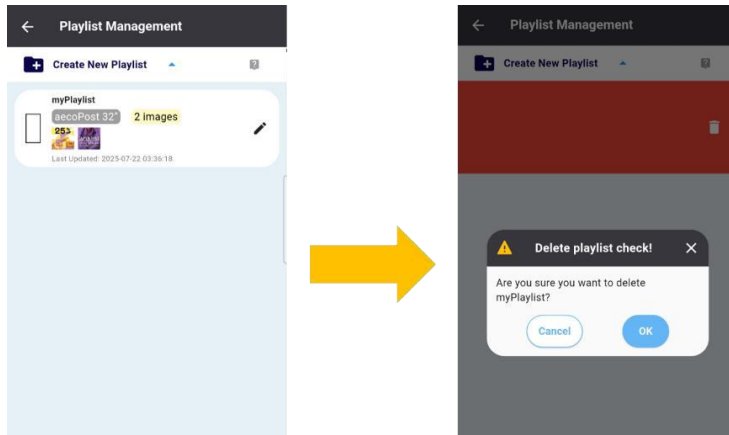 Playlist Management
Create New Playlist
myPlaylist
aecoPost 32"
2 images
Last Updated: 2025-07-22 03:36:18
Playlist Management
Create New Playlist
Delete playlist check!
Are you sure you want to delete
myPlaylist?
Cancel
OK